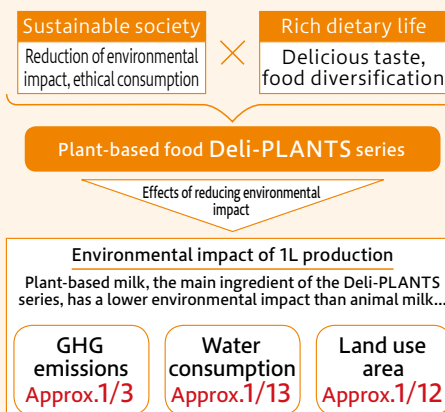 Sustainable society
Reduction of environmental
impact, ethical consumption
×
Rich dietary life
Delicious taste,
food diversification
Plant-based food Deli-PLANTS series
Effects of reducing environmental
impact
Environmental impact of 1L production
Plant-based milk, the main ingredient of the Deli-PLANTS
series, has a lower environmental impact than animal milk...
GHG
emissions
Approx.1/3
Water
consumption
Approx.1/13
Land use
area
Approx.1/12